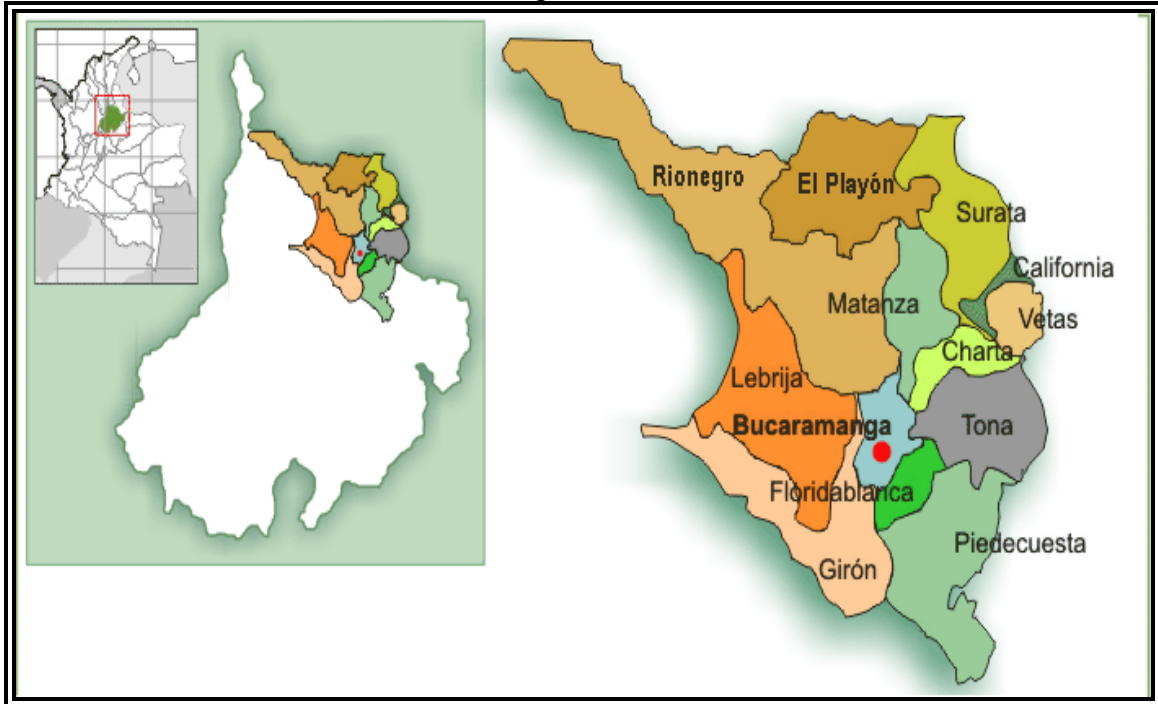 Rionegro
El Playón
Surata
California
Matanza
Vetas
Charta
Lebrija
Bucaramanga
Tona
Floridablanca
Piedecuesta
Girón